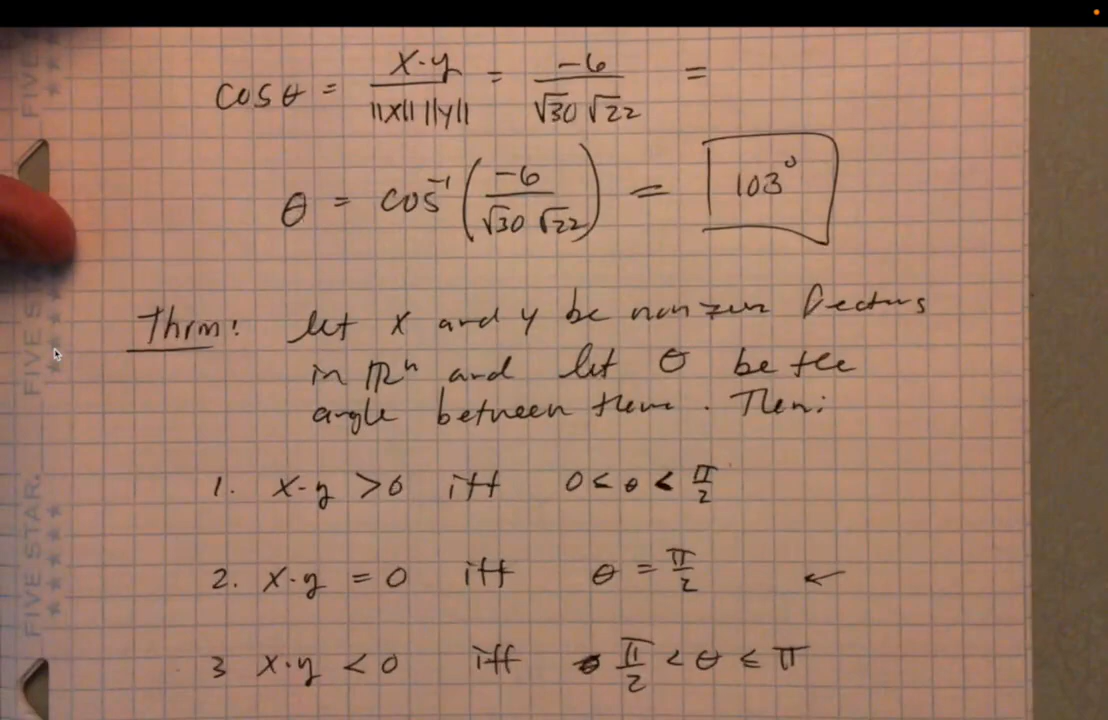 cos θ = x·y / ||x|| ||y|| = -6 / √30 √22 =
θ = cos⁻¹ ( -6 / √30 √22 ) = 103°
Thrm: let x and y be nonzero vectors
in ℝⁿ and let θ be the
angle between them. Then:
1. x·y > 0 iff 0 ≤ θ < π/2
2. x·y = 0 iff θ = π/2 ←
3 x·y < 0 iff π/2 < θ ≤ π
FIVE STAR
FIVE STAR
FIVE STAR.